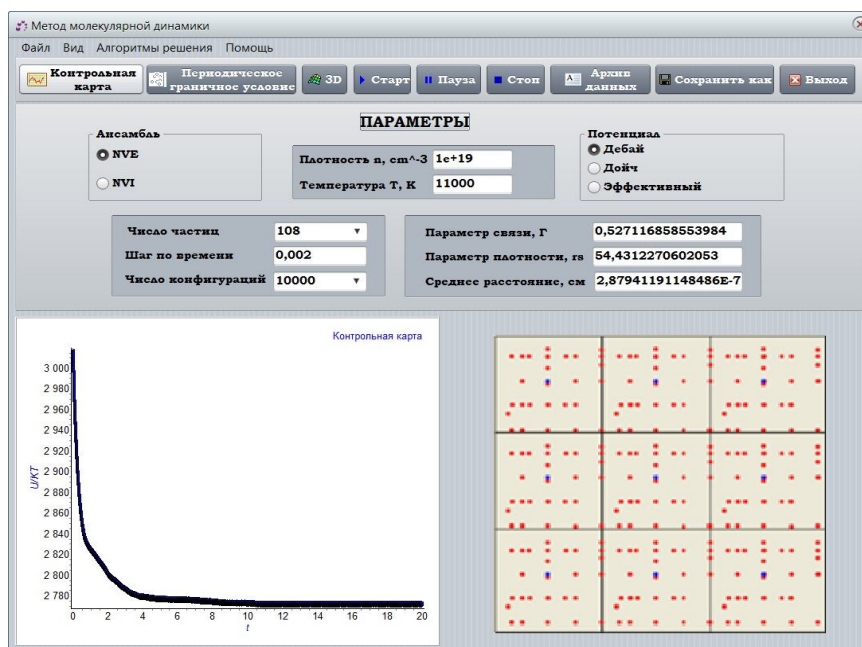 Метод молекулярной динамики
Файл Вид Алгоритмы решения Помощь
Контрольная карта
Периодическое граничное условие
3D
Старт
Пауза
Стоп
Архив данных
Сохранить как
Выход
ПАРАМЕТРЫ
Ансамбль
NVE
NVI
Плотность n, cm^-3 1e+19
Температура T, K 11000
Потенциал
Дебай
Дойч
Эффективный
Число частиц 108
Шаг по времени 0,002
Число конфигураций 10000
Параметр связи, Г 0,527116858553984
Параметр плотности, rs 54,4312270602053
Среднее расстояние, см 2,87941191148486E-7
Контрольная карта
3 000
2 980
2 960
2 940
2 920
2 900
2 880
2 860
2 840
2 820
2 800
2 780
U/KT
0 2 4 6 8 10 12 14 16 18 20
t